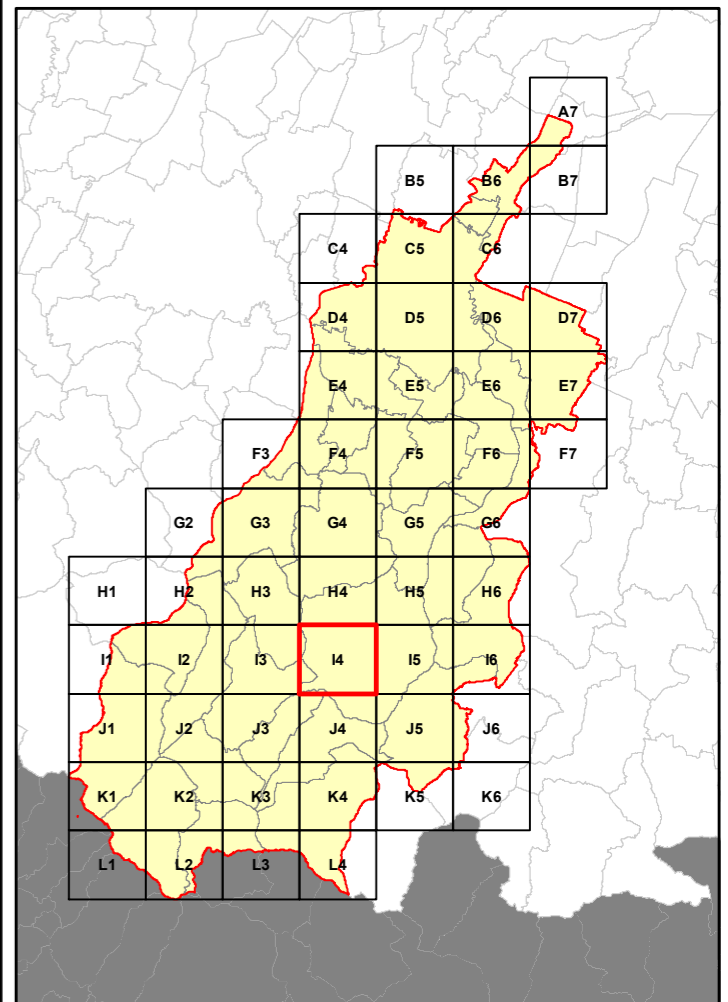 A7
B5 B6 B7
C4 C5 C6
D4 D5 D6 D7
E4 E5 E6 E7
F3 F4 F5 F6 F7
G2 G3 G4 G5 G6
H1 H2 H3 H4 H5 H6
I1 I2 I3 I4 I5 I6
J1 J2 J3 J4 J5 J6
K1 K2 K3 K4 K5 K6
L1 L2 L3 L4